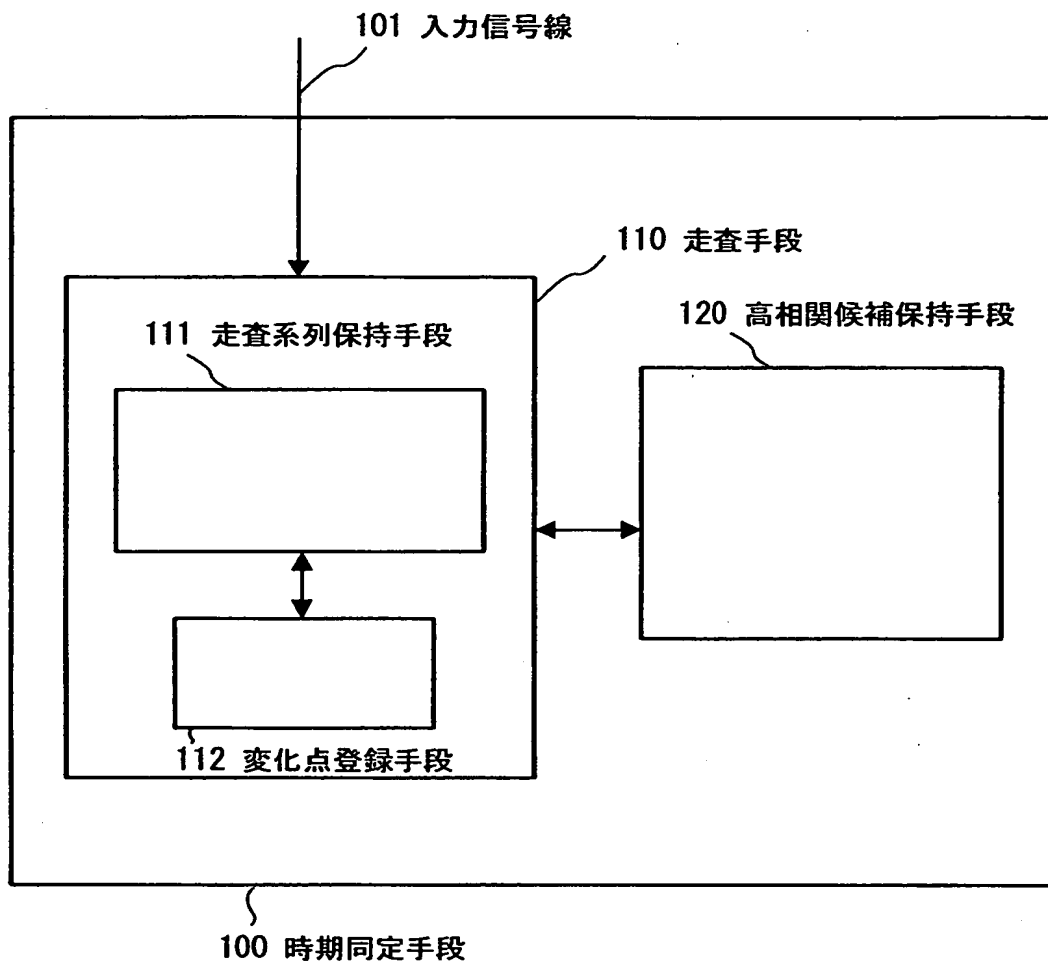 101 入力信号線
110 走査手段
120 高相関候補保持手段
111 走査系列保持手段
112 変化点登録手段
100 時期同定手段